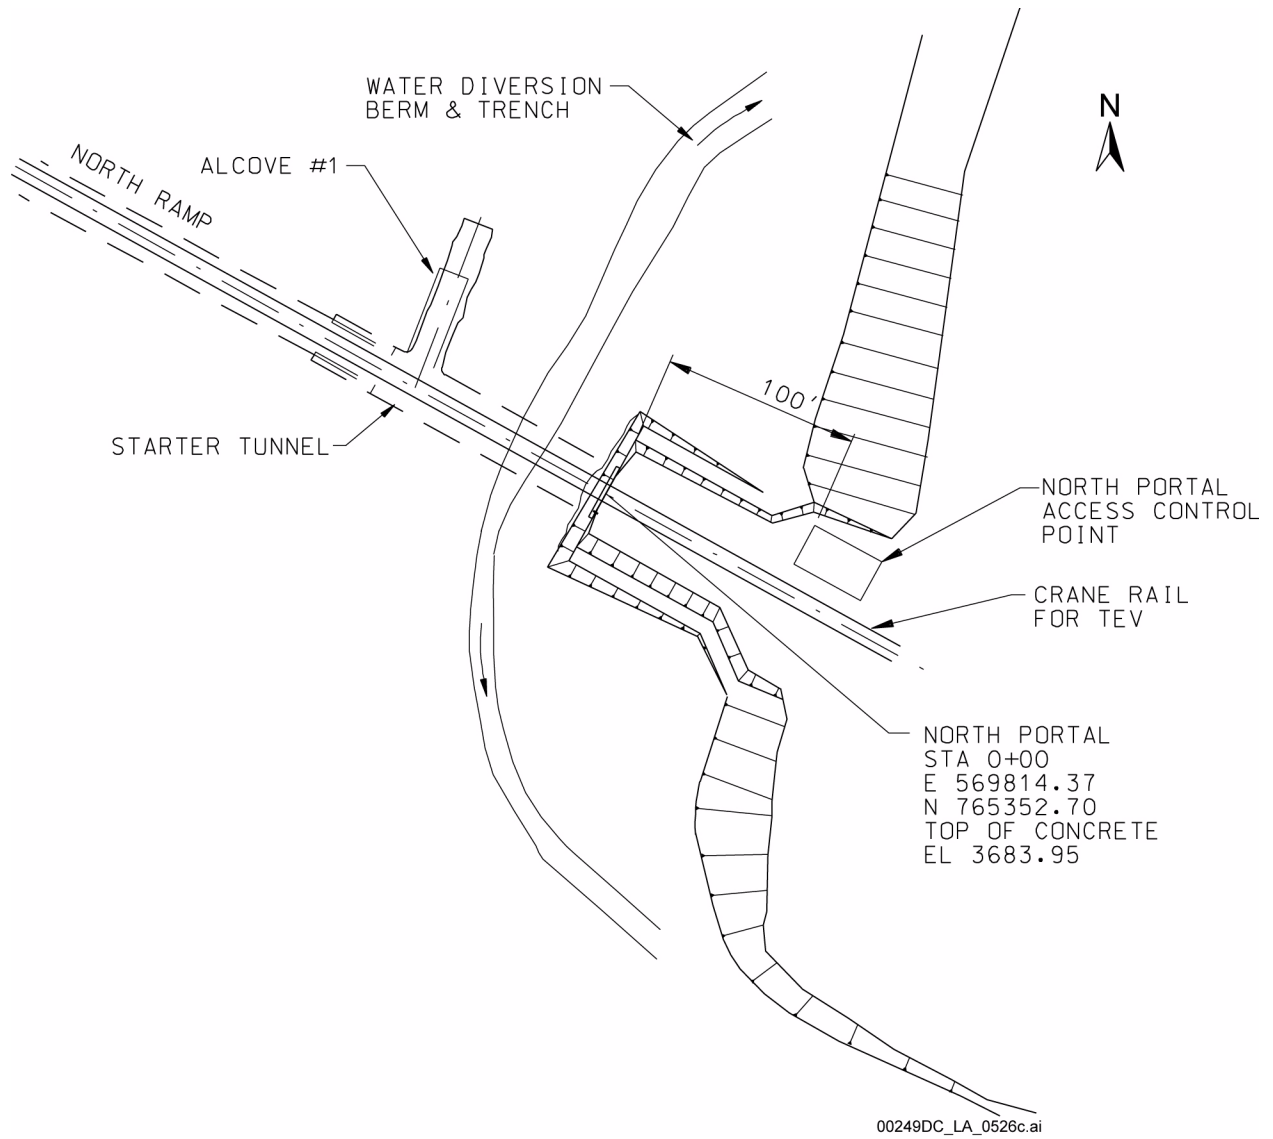 WATER DIVERSION
BERM & TRENCH
N
NORTH RAMP
ALCOVE #1
100'
STARTER TUNNEL
NORTH PORTAL
ACCESS CONTROL
POINT
CRANE RAIL
FOR TEV
NORTH PORTAL
STA 0+00
E 569814.37
N 765352.70
TOP OF CONCRETE
EL 3683.95
00249DC_LA_0526c.ai